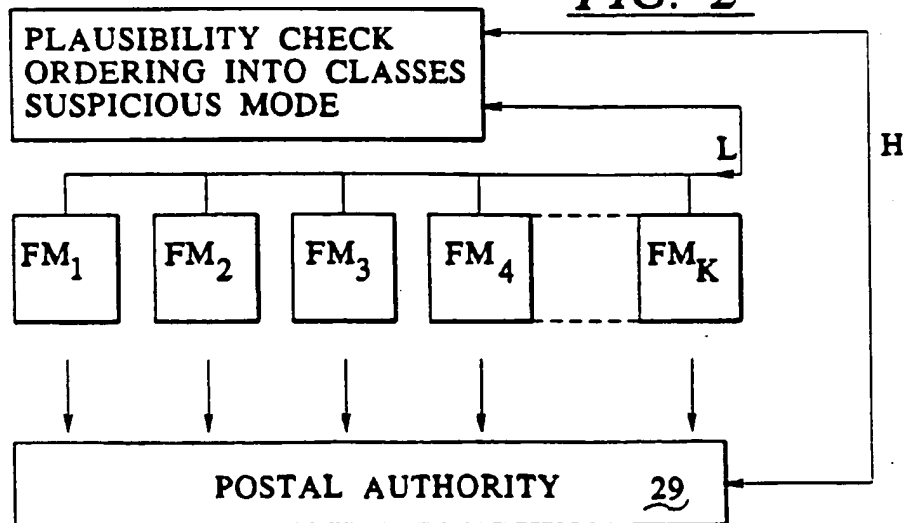 FIG. 2
PLAUSIBILITY CHECK
ORDERING INTO CLASSES
SUSPICIOUS MODE
L
H
FM1 FM2 FM3 FM4 FMK
POSTAL AUTHORITY 29